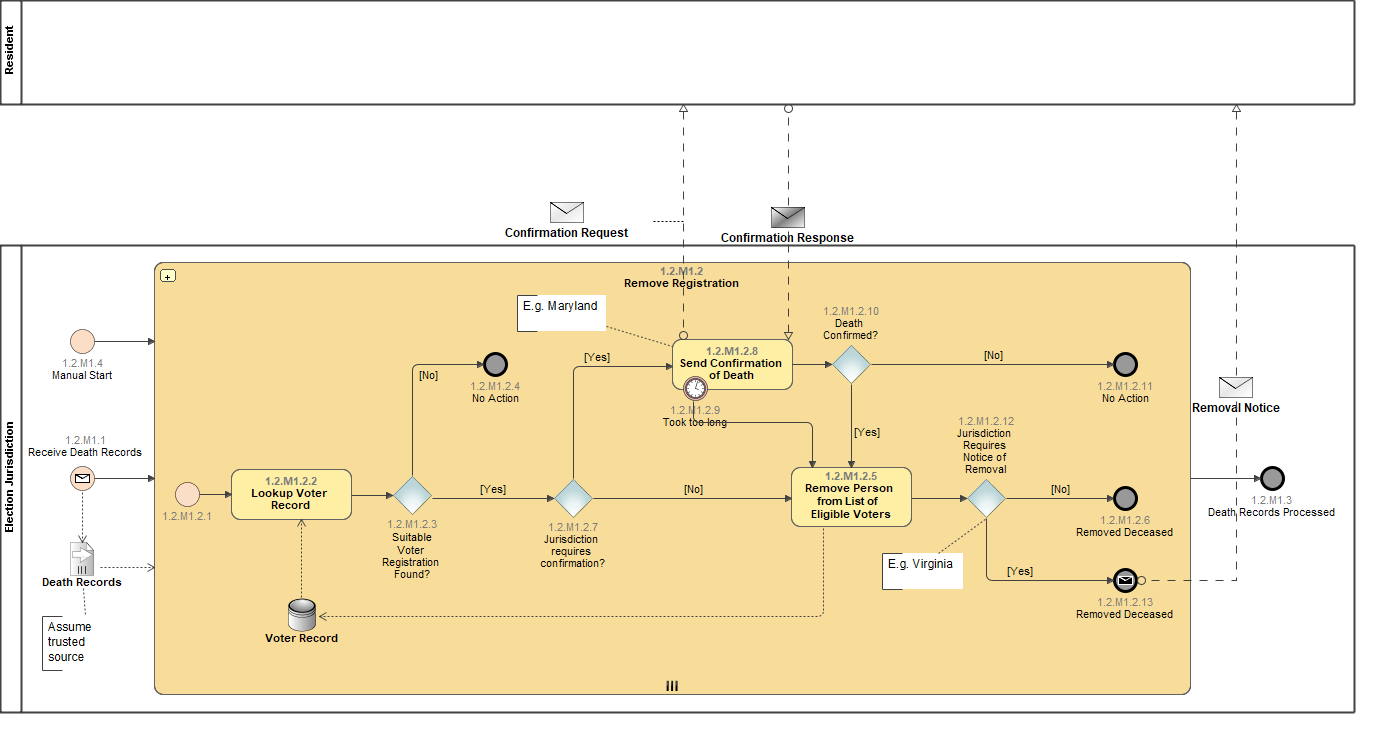 Resident
Confirmation Request
Confirmation Response
Election Jurisdiction
1.2.M1.2
Remove Registration
E.g. Maryland
1.2.M1.2.10
Death
Confirmed?
1.2.M1.4
Manual Start
[No]
1.2.M1.2.4
No Action
[Yes]
1.2.M1.2.8
Send Confirmation
of Death
1.2.M1.2.9
Took too long
[No]
1.2.M1.2.11
No Action
[Yes]
Removal Notice
1.2.M1.1
Receive Death Records
1.2.M1.2.1
1.2.M1.2.2
Lookup Voter
Record
[Yes]
1.2.M1.2.3
Suitable
Voter
Registration
Found?
1.2.M1.2.7
Jurisdiction
requires
confirmation?
[No]
1.2.M1.2.5
Remove Person
from List of
Eligible Voters
1.2.M1.2.12
Jurisdiction
Requires
Notice of
Removal
[No]
1.2.M1.2.6
Removed Deceased
1.2.M1.3
Death Records Processed
E.g. Virginia
[Yes]
1.2.M1.2.13
Removed Deceased
Death Records
Assume
trusted
source
Voter Record